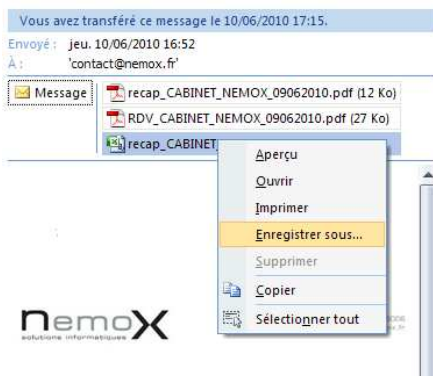 Vous avez transféré ce message le 10/06/2010 17:15.
Envoyé : jeu. 10/06/2010 16:52
À : 'contact@nemox.fr'
Message
recap_CABINET_NEMOX_09062010.pdf (12 Ko)
RDV_CABINET_NEMOX_09062010.pdf (27 Ko)
recap_CABINET_
Aperçu
Ouvrir
Imprimer
Enregistrer sous...
Supprimer
Copier
Sélectionner tout
nemoX
solutions informatiques